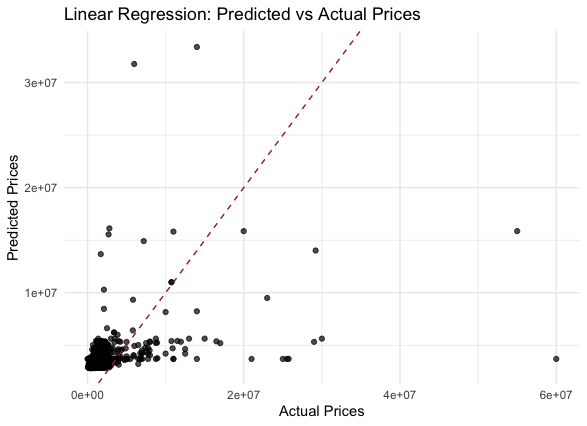 Linear Regression: Predicted vs Actual Prices
Predicted Prices
3e+07
2e+07
1e+07
0e+00 2e+07 4e+07 6e+07
Actual Prices